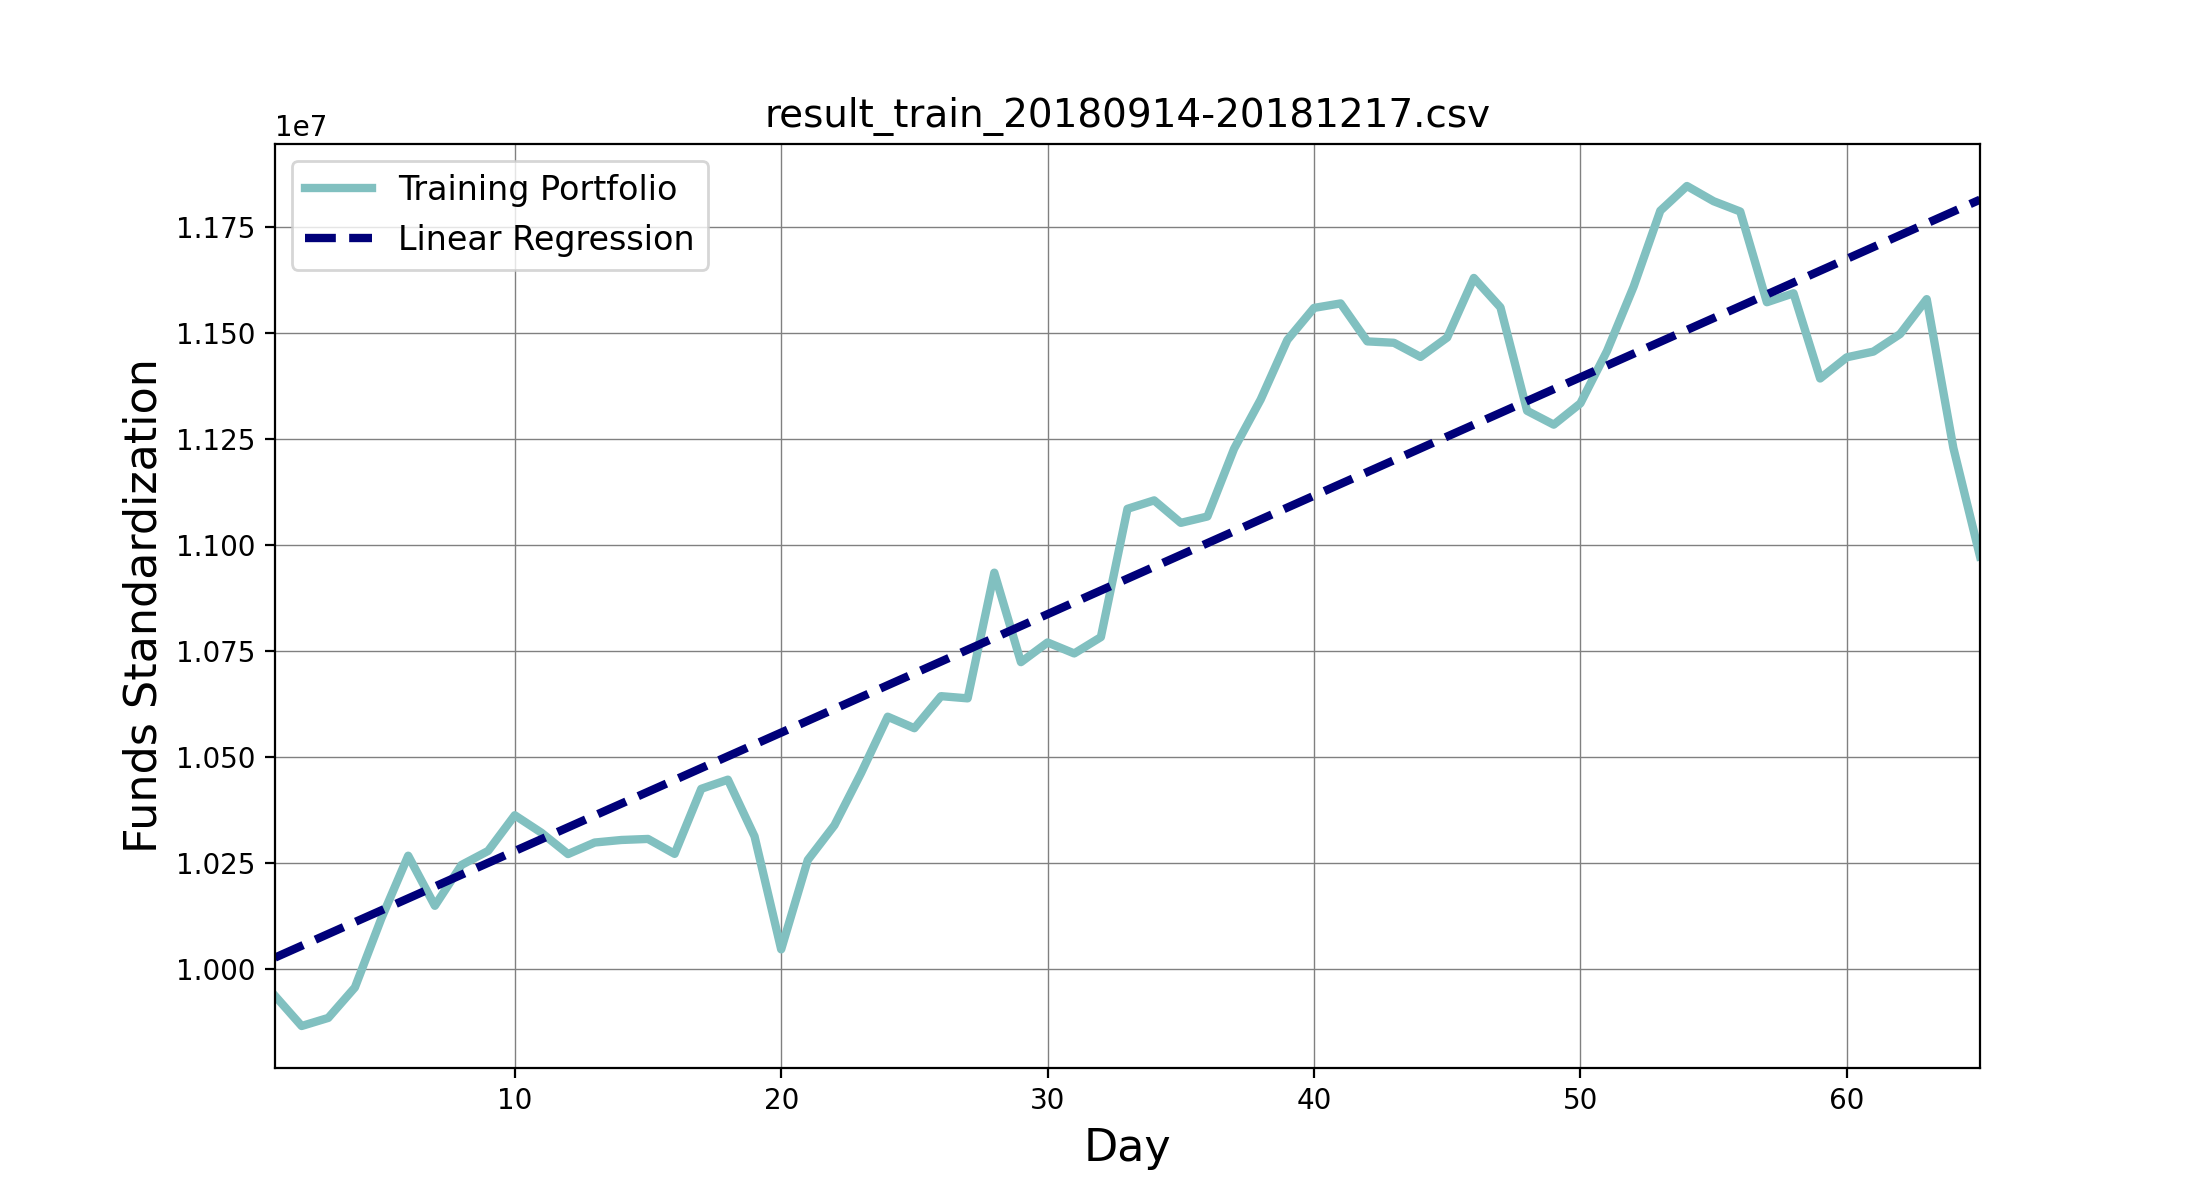 result_train_20180914-20181217.csv
1e7
Training Portfolio
Linear Regression
1.175
1.150
1.125
1.100
1.075
1.050
1.025
1.000
Funds Standardization
10 20 30 40 50 60
Day